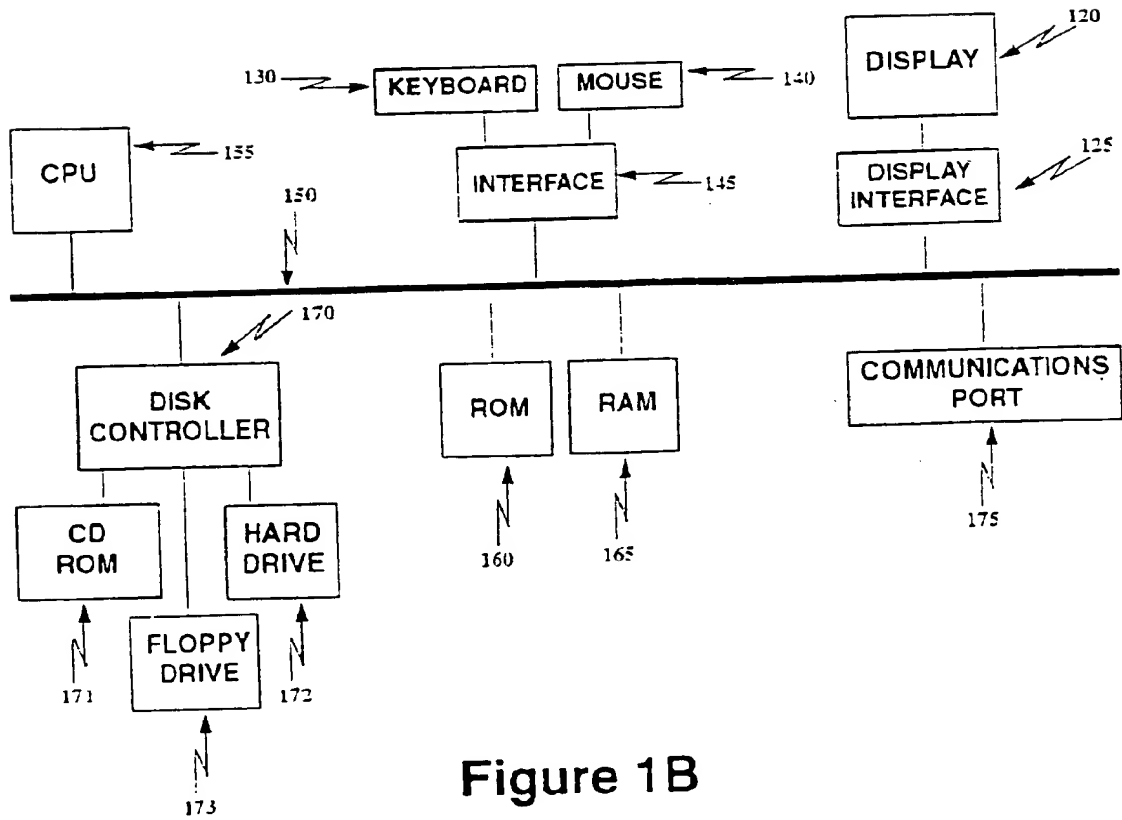 120
DISPLAY
130
KEYBOARD
MOUSE
140
CPU
155
INTERFACE
145
DISPLAY
INTERFACE
125
150
170
DISK
CONTROLLER
ROM
RAM
COMMUNICATIONS
PORT
160
165
175
CD
ROM
HARD
DRIVE
FLOPPY
DRIVE
171
172
173
Figure 1B